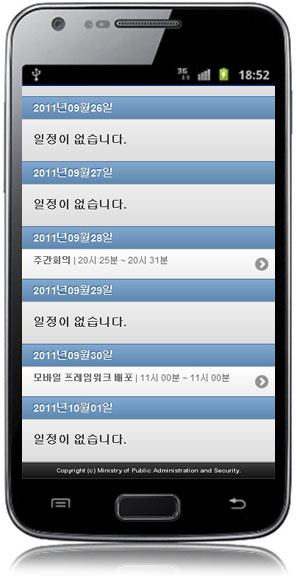 3G
18:52
2011년09월26일
일정이 없습니다.
2011년09월27일
일정이 없습니다.
2011년09월28일
주간회의 | 20시 25분 ~ 20시 31분
2011년09월29일
일정이 없습니다.
2011년09월30일
모바일 프레임워크 배포 | 11시 00분 ~ 11시 00분
2011년10월01일
일정이 없습니다.
Copyright (c) Ministry of Public Administration and Security.